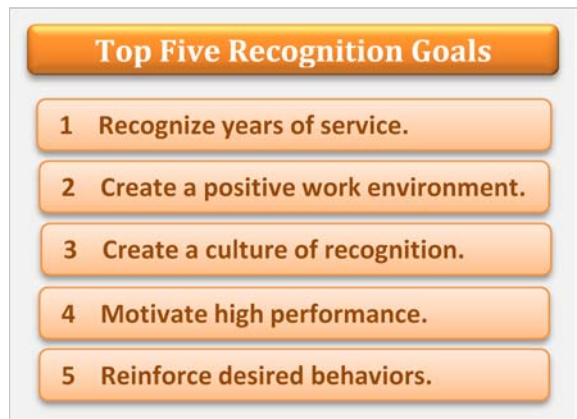 Top Five Recognition Goals
1 Recognize years of service.
2 Create a positive work environment.
3 Create a culture of recognition.
4 Motivate high performance.
5 Reinforce desired behaviors.